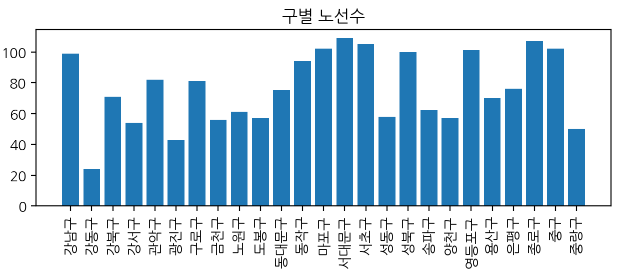 구별 노선수
100
80
60
40
20
0
강남구
강동구
강북구
강서구
관악구
광진구
구로구
금천구
노원구
도봉구
동대문구
동작구
마포구
서대문구
서초구
성동구
성북구
송파구
양천구
영등포구
용산구
은평구
종로구
중구
중랑구